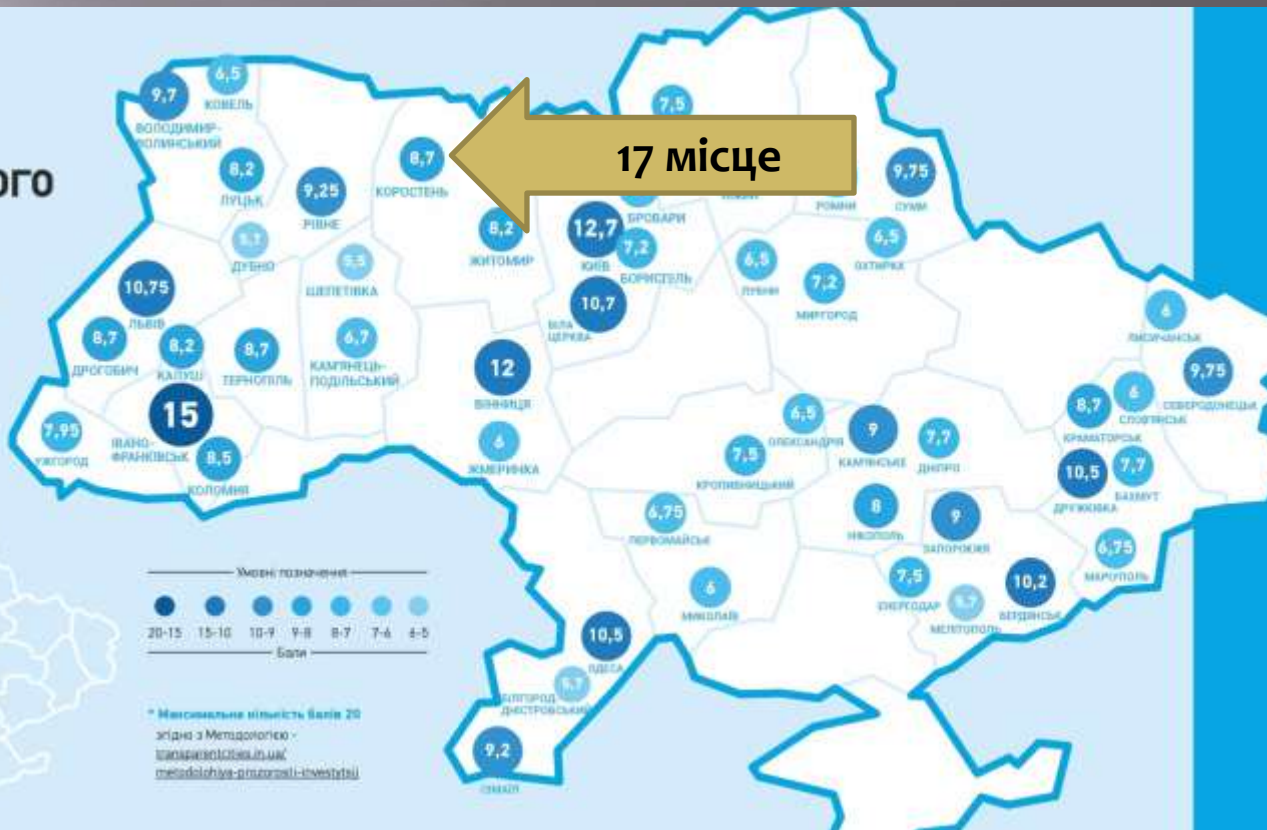 ОГО
17 місце
7,5
6,5
КОВЕЛЬ
9,7
ВОЛОДИМИР-
ВОЛИНСЬКИЙ
8,2
ЛУЦЬК
9,25
РІВНЕ
8,7
КОРОСТЕНЬ
9,75
СУМИ
РОМНИ
БРОВАРИ
5,7
ДУБНО
5,5
ШЕПЕТІВКА
8,2
ЖИТОМИР
12,7
КИЇВ
7,2
БОРИСПІЛЬ
6,5
ЛУБНИ
6,5
ОХТИРКА
7,2
МИРГОРОД
10,75
ЛЬВІВ
10,7
БІЛА
ЦЕРКВА
6
ЛИСИЧАНСЬК
8,7
ДРОГОБИЧ
8,2
КАЛУШ
8,7
ТЕРНОПІЛЬ
6,7
КАМ'ЯНЕЦЬ-
ПОДІЛЬСЬКИЙ
12
ВІННИЦЯ
9,75
СЄВЄРОДОНЕЦЬК
8,7
КРАМАТОРСЬК
6
СЛОВ'ЯНСЬК
15
ІВАНО-
ФРАНКІВСЬК
7,95
УЖГОРОД
8,5
КОЛОМИЯ
6
ЖМЕРИНКА
6,5
ОЛЕКСАНДРІЯ
9
КАМ'ЯНСЬКЕ
7,7
ДНІПРО
7,5
КРОПИВНИЦЬКИЙ
10,5
ДРУЖКІВКА
7,7
БАХМУТ
6,75
ПЕРВОМАЙСЬК
8
НІКОПОЛЬ
9
ЗАПОРІЖЖЯ
6,75
МАРІУПОЛЬ
6
МИКОЛАЇВ
7,5
ЕНЕРГОДАР
5,7
МЕЛІТОПОЛЬ
10,2
БЕРДЯНСЬК
10,5
ОДЕСА
5,7
БІЛГОРОД-
ДНІСТРОВСЬКИЙ
9,2
ІЗМАЇЛ
Умовні позначення
20-15 15-10 10-9 9-8 8-7 7-6 6-5
Бали
* Максимальна кількість балів 20
згідно з Методологією -
transparentcities.in.ua/
metodolohiya-prozorosti-investytsii